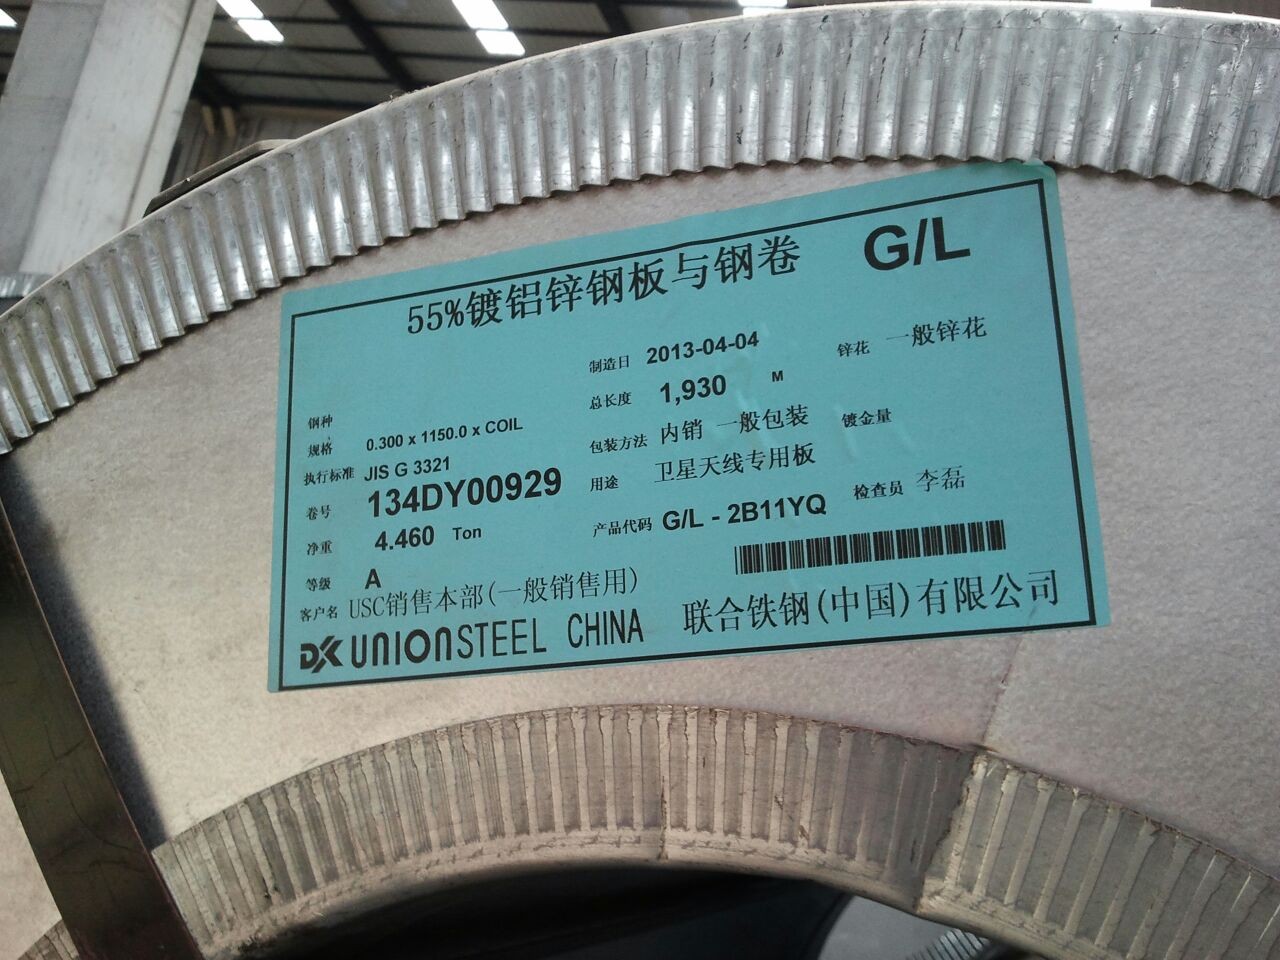 55%镀铝锌钢板与钢卷 G/L
制造日 2013-04-04 锌花 一般锌花
钢种 总长度 1,930 M
规格 0.300 x 1150.0 x COIL 包装方法 内销 一般包装 镀金量
执行标准 JIS G 3321 用途 卫星天线专用板
卷号 134DY00929 产品代码 G/L - 2B11YQ 检查员 李磊
净重 4.460 Ton
等级 A
客户名 USC销售本部(一般销售用)
DK UNIONSTEEL CHINA 联合铁钢(中国)有限公司